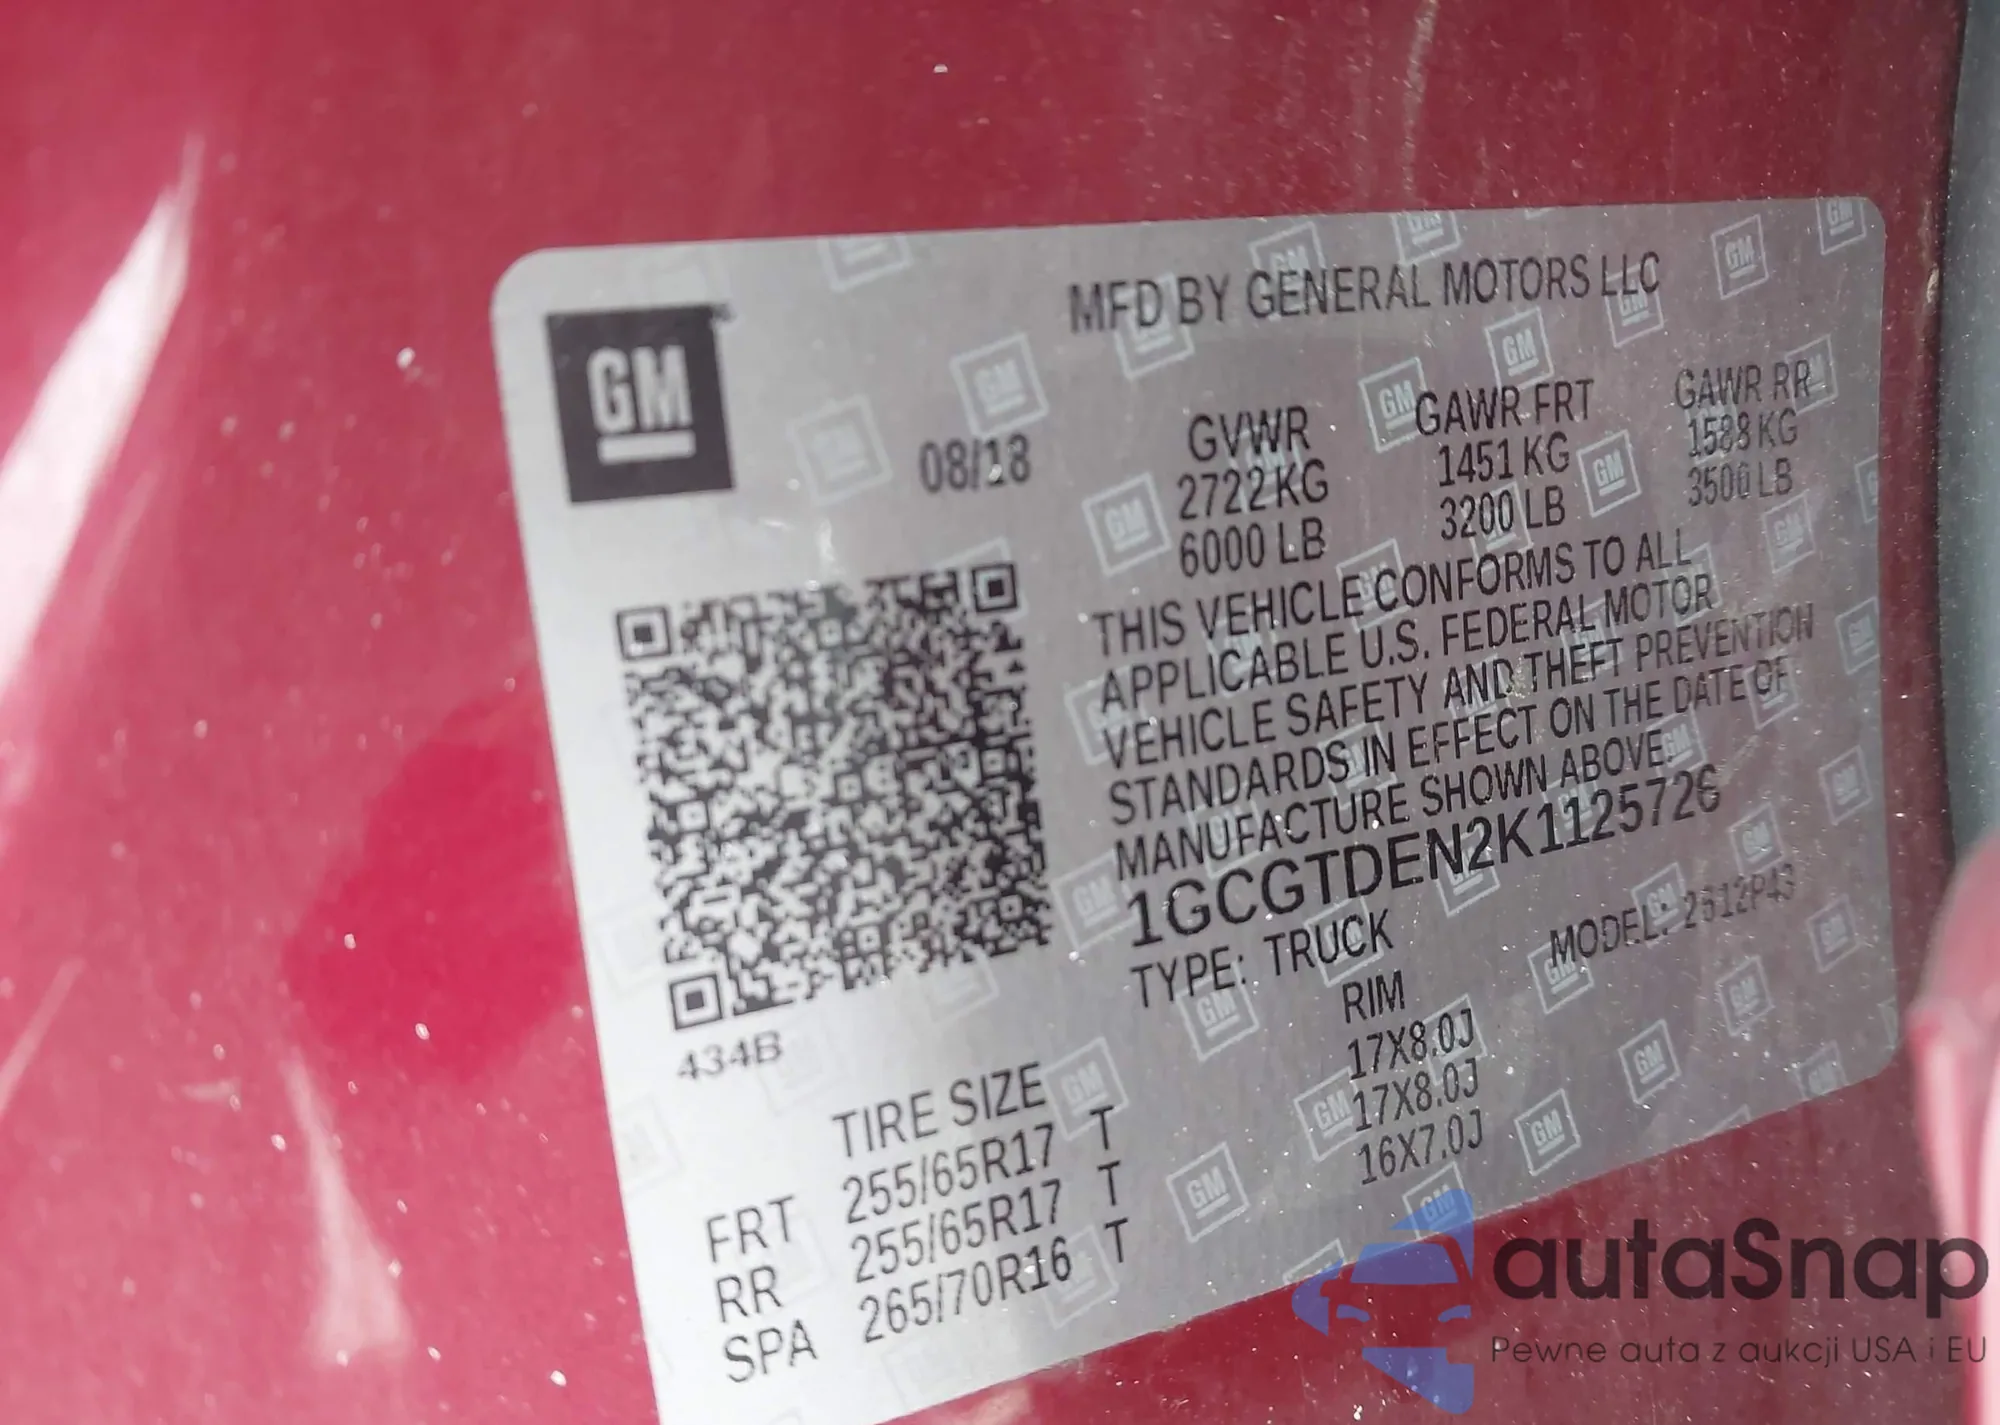 GM
MFD BY GENERAL MOTORS LLC
08/18
GVWR GAWR FRT GAWR RR
2722 KG 1451 KG 1588 KG
6000 LB 3200 LB 3500 LB
THIS VEHICLE CONFORMS TO ALL
APPLICABLE U.S. FEDERAL MOTOR
VEHICLE SAFETY AND THEFT PREVENTION
STANDARDS IN EFFECT ON THE DATE OF
MANUFACTURE SHOWN ABOVE.
1GCGTDEN2K1125726
TYPE: TRUCK MODEL:
434B
TIRE SIZE RIM
FRT 255/65R17 T 17X8.0J
RR 255/65R17 T 17X8.0J
SPA 265/70R16 T 16X7.0J
autaSnap
Pewne auta z aukcji USA i EU